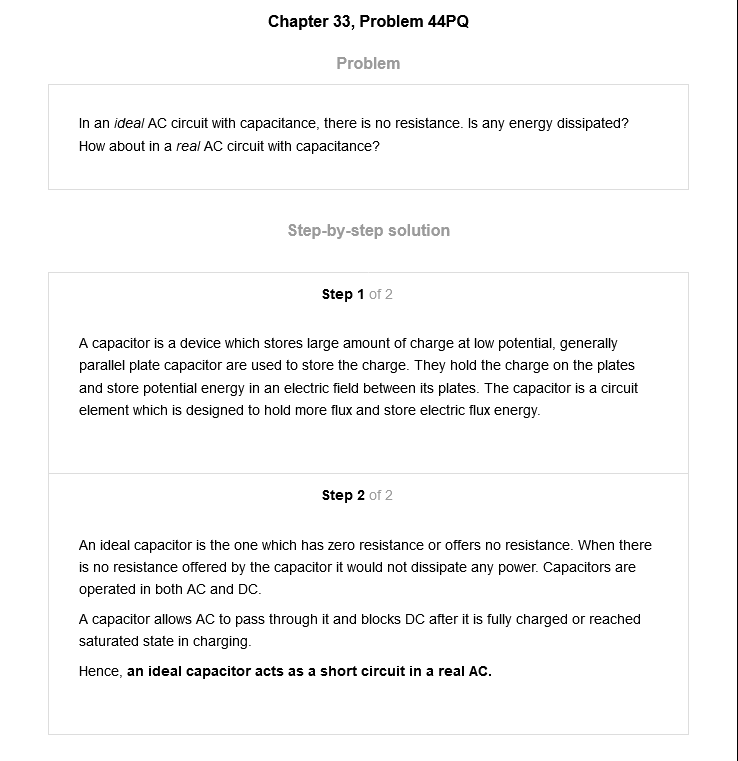 Chapter 33, Problem 44PQ
Problem
In an ideal AC circuit with capacitance, there is no resistance. Is any energy dissipated?
How about in a real AC circuit with capacitance?
Step-by-step solution
Step 1 of 2
A capacitor is a device which stores large amount of charge at low potential, generally
parallel plate capacitor are used to store the charge. They hold the charge on the plates
and store potential energy in an electric field between its plates. The capacitor is a circuit
element which is designed to hold more flux and store electric flux energy.
Step 2 of 2
An ideal capacitor is the one which has zero resistance or offers no resistance. When there
is no resistance offered by the capacitor it would not dissipate any power. Capacitors are
operated in both AC and DC.
A capacitor allows AC to pass through it and blocks DC after it is fully charged or reached
saturated state in charging.
Hence, an ideal capacitor acts as a short circuit in a real AC.